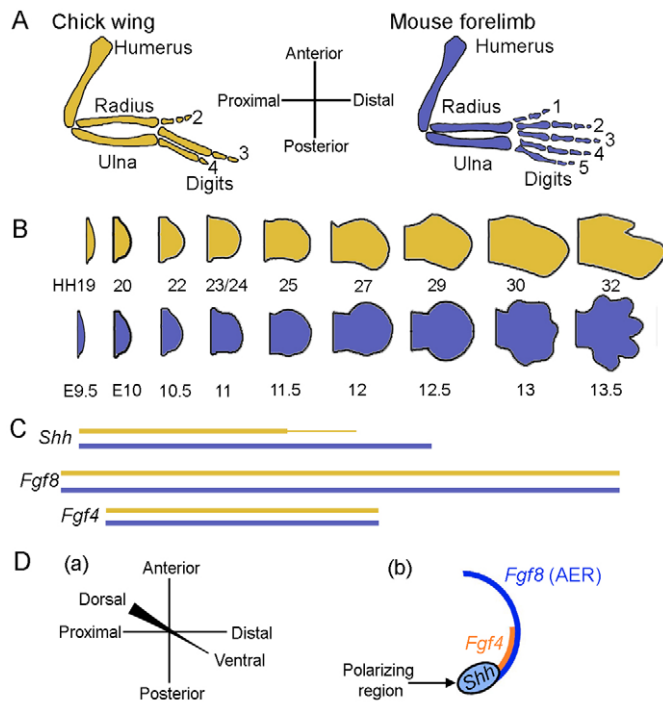 A
Chick wing
Mouse forelimb
Humerus
Humerus
Anterior
Radius
2
Proximal
Distal
Radius
1
2
3
Ulna
4
3
Posterior
Ulna
4
Digits
Digits
5
B
HH19 20 22 23/24 25 27 29 30 32
E9.5 E10 10.5 11 11.5 12 12.5 13 13.5
C
Shh
Fgf8
Fgf4
D
(a)
Anterior
Dorsal
Proximal
Distal
Ventral
Posterior
(b)
Fgf8 (AER)
Fgf4
Shh
Polarizing
region